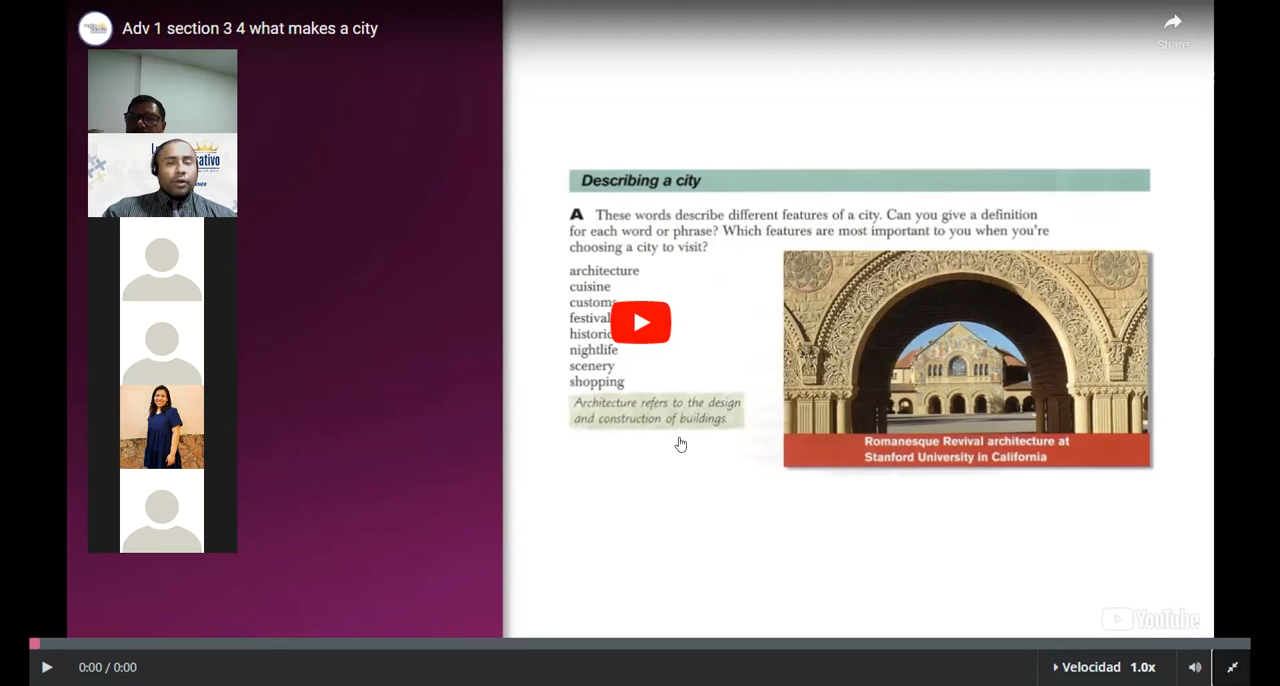 Adv 1 section 3 4 what makes a city
Share
Describing a city
A These words describe different features of a city. Can you give a definition
for each word or phrase? Which features are most important to you when you're
choosing a city to visit?
architecture
cuisine
customs
festival
historic
nightlife
scenery
shopping
Architecture refers to the design
and construction of buildings.
Romanesque Revival architecture at
Stanford University in California
YouTube
0:00 / 0:00
Velocidad 1.0x